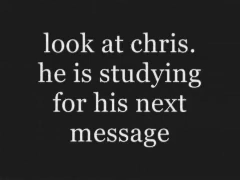 look at chris.
he is studying
for his next
message